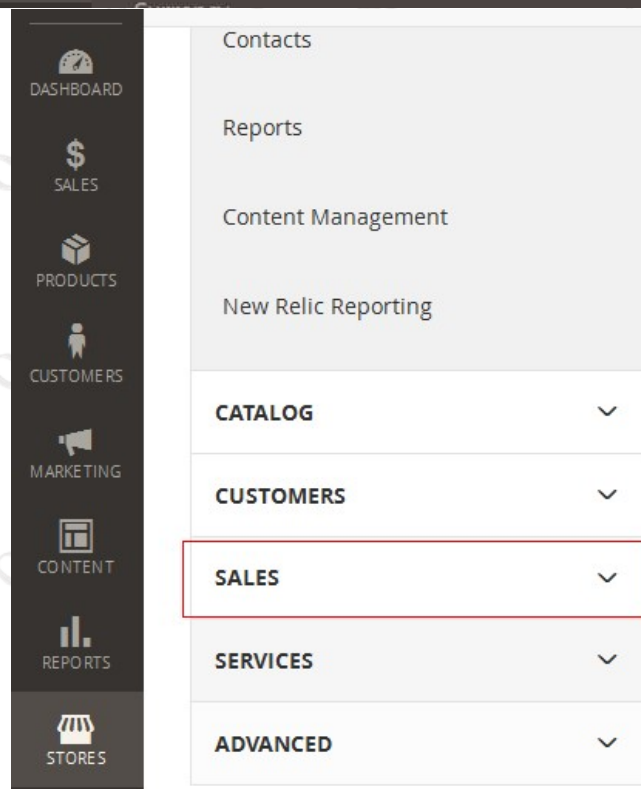 DASHBOARD
SALES
PRODUCTS
CUSTOMERS
MARKETING
CONTENT
REPORTS
STORES
Contacts
Reports
Content Management
New Relic Reporting
CATALOG
CUSTOMERS
SALES
SERVICES
ADVANCED